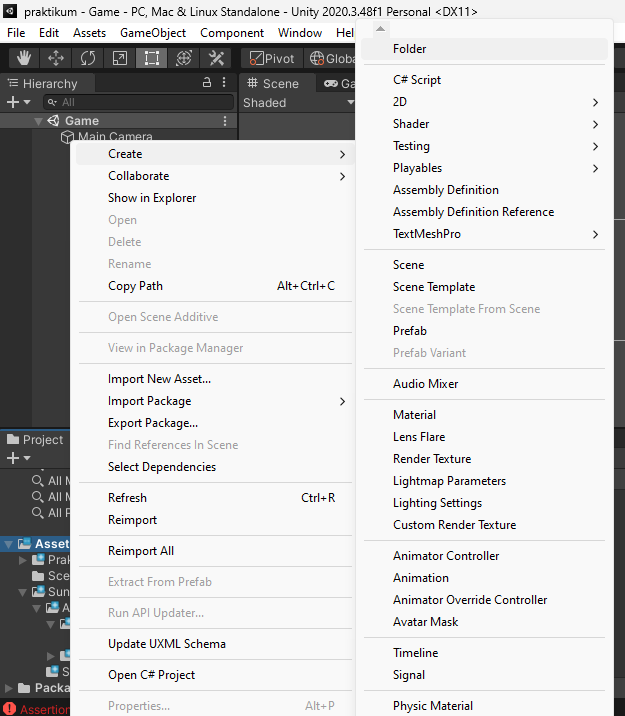 praktikum - Game - PC, Mac & Linux Standalone - Unity 2020.3.48f1 Personal <DX11>
File Edit Assets GameObject Component Window
Pivot
Hierarchy
Scene
All
Shaded
Game
Main Camera
Create
Collaborate
Show in Explorer
Open
Delete
Rename
Copy Path Alt+Ctrl+C
Open Scene Additive
View in Package Manager
Import New Asset...
Import Package
Export Package...
Find References In Scene
Select Dependencies
Refresh Ctrl+R
Reimport
Reimport All
Extract From Prefab
Run API Updater...
Update UXML Schema
Open C# Project
Properties... Alt+P
Folder
C# Script
2D
Shader
Testing
Playables
Assembly Definition
Assembly Definition Reference
TextMeshPro
Scene
Scene Template
Scene Template From Scene
Prefab
Prefab Variant
Audio Mixer
Material
Lens Flare
Render Texture
Lightmap Parameters
Lighting Settings
Custom Render Texture
Animator Controller
Animation
Animator Override Controller
Avatar Mask
Timeline
Signal
Physic Material
Project
All
All
All
Asset
Sun
Packa
Assertion